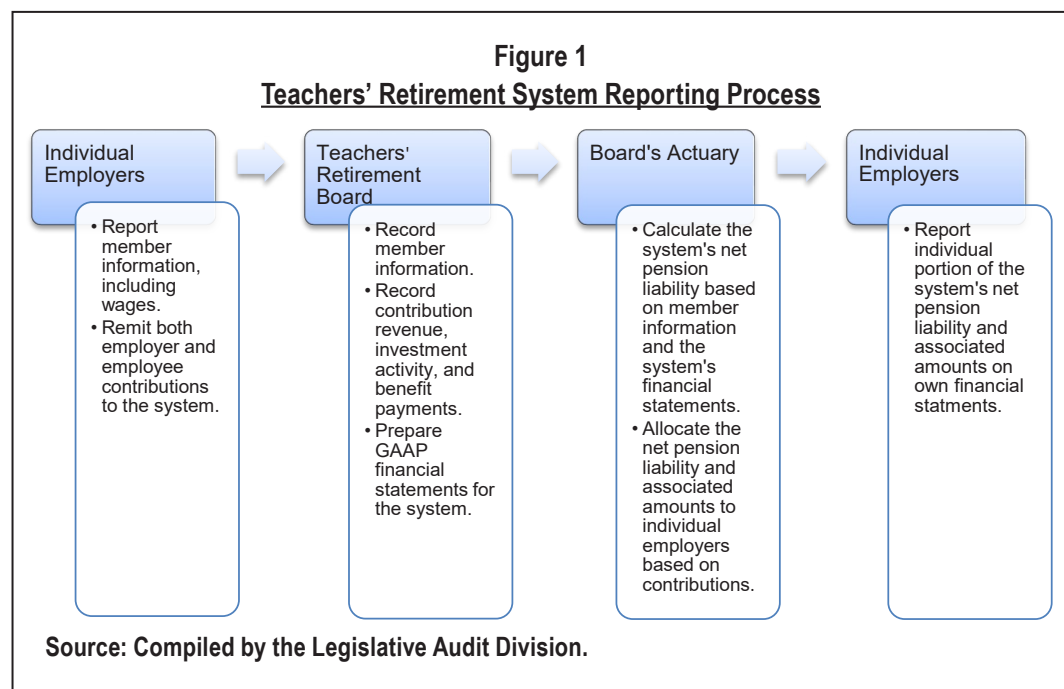 Figure 1
Teachers’ Retirement System Reporting Process
Individual
Employers
• Report
member
information,
including
wages.
• Remit both
employer and
employee
contributions
to the system.
Teachers'
Retirement
Board
• Record
member
information.
• Record
contribution
revenue,
investment
activity, and
benefit
payments.
• Prepare
GAAP
financial
statements for
the system.
Board's Actuary
• Calculate the
system's net
pension
liability based
on member
information
and the
system's
financial
statements.
• Allocate the
net pension
liability and
associated
amounts to
individual
employers
based on
contributions.
Individual
Employers
• Report
individual
portion of the
system's net
pension
liability and
associated
amounts on
own financial
statments.
Source: Compiled by the Legislative Audit Division.